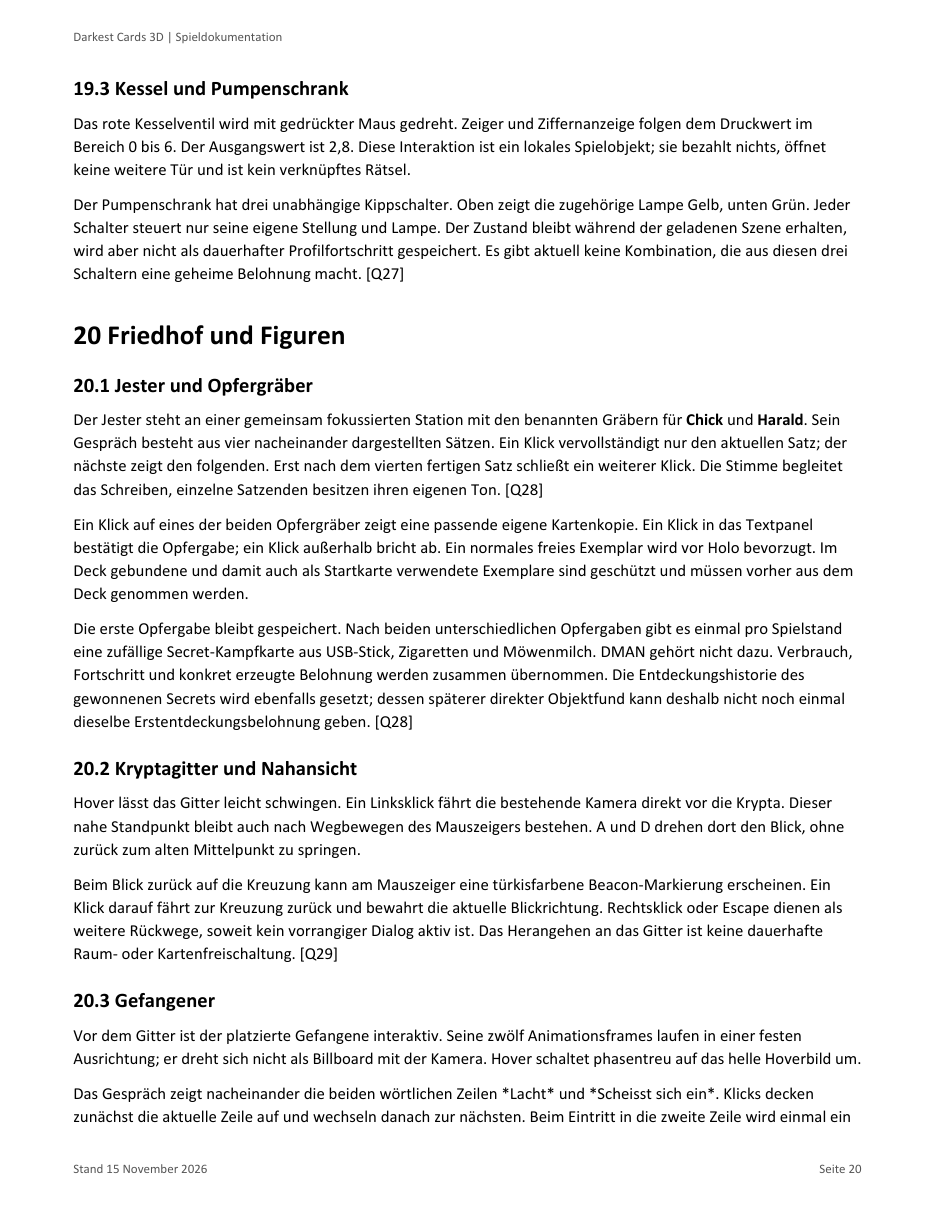 Darkest Cards 3D | Spieldokumentation
19.3 Kessel und Pumpenschrank
Das rote Kesselventil wird mit gedrückter Maus gedreht. Zeiger und Ziffernanzeige folgen dem Druckwert im
Bereich 0 bis 6. Der Ausgangswert ist 2,8. Diese Interaktion ist ein lokales Spielobjekt; sie bezahlt nichts, öffnet
keine weitere Tür und ist kein verknüpftes Rätsel.
Der Pumpenschrank hat drei unabhängige Kippschalter. Oben zeigt die zugehörige Lampe Gelb, unten Grün. Jeder
Schalter steuert nur seine eigene Stellung und Lampe. Der Zustand bleibt während der geladenen Szene erhalten,
wird aber nicht als dauerhafter Profilfortschritt gespeichert. Es gibt aktuell keine Kombination, die aus diesen drei
Schaltern eine geheime Belohnung macht. [Q27]
20 Friedhof und Figuren
20.1 Jester und Opfergräber
Der Jester steht an einer gemeinsam fokussierten Station mit den benannten Gräbern für Chick und Harald. Sein
Gespräch besteht aus vier nacheinander dargestellten Sätzen. Ein Klick vervollständigt nur den aktuellen Satz; der
nächste zeigt den folgenden. Erst nach dem vierten fertigen Satz schließt ein weiterer Klick. Die Stimme begleitet
das Schreiben, einzelne Satzenden besitzen ihren eigenen Ton. [Q28]
Ein Klick auf eines der beiden Opfergräber zeigt eine passende eigene Kartenkopie. Ein Klick in das Textpanel
bestätigt die Opfergabe; ein Klick außerhalb bricht ab. Ein normales freies Exemplar wird vor Holo bevorzugt. Im
Deck gebundene und damit auch als Startkarte verwendete Exemplare sind geschützt und müssen vorher aus dem
Deck genommen werden.
Die erste Opfergabe bleibt gespeichert. Nach beiden unterschiedlichen Opfergaben gibt es einmal pro Spielstand
eine zufällige Secret-Kampfkarte aus USB-Stick, Zigaretten und Möwenmilch. DMAN gehört nicht dazu. Verbrauch,
Fortschritt und konkret erzeugte Belohnung werden zusammen übernommen. Die Entdeckungshistorie des
gewonnenen Secrets wird ebenfalls gesetzt; dessen späterer direkter Objektfund kann deshalb nicht noch einmal
dieselbe Erstentdeckungsbelohnung geben. [Q28]
20.2 Kryptagitter und Nahansicht
Hover lässt das Gitter leicht schwingen. Ein Linksklick fährt die bestehende Kamera direkt vor die Krypta. Dieser
nahe Standpunkt bleibt auch nach Wegbewegen des Mauszeigers bestehen. A und D drehen dort den Blick, ohne
zurück zum alten Mittelpunkt zu springen.
Beim Blick zurück auf die Kreuzung kann am Mauszeiger eine türkisfarbene Beacon-Markierung erscheinen. Ein
Klick darauf fährt zur Kreuzung zurück und bewahrt die aktuelle Blickrichtung. Rechtsklick oder Escape dienen als
weitere Rückwege, soweit kein vorrangiger Dialog aktiv ist. Das Herangehen an das Gitter ist keine dauerhafte
Raum- oder Kartenfreischaltung. [Q29]
20.3 Gefangener
Vor dem Gitter ist der platzierte Gefangene interaktiv. Seine zwölf Animationsframes laufen in einer festen
Ausrichtung; er dreht sich nicht als Billboard mit der Kamera. Hover schaltet phasentreu auf das helle Hoverbild um.
Das Gespräch zeigt nacheinander die beiden wörtlichen Zeilen *Lacht* und *Scheisst sich ein*. Klicks decken
zunächst die aktuelle Zeile auf und wechseln danach zur nächsten. Beim Eintritt in die zweite Zeile wird einmal ein
Stand 15 November 2026
Seite 20